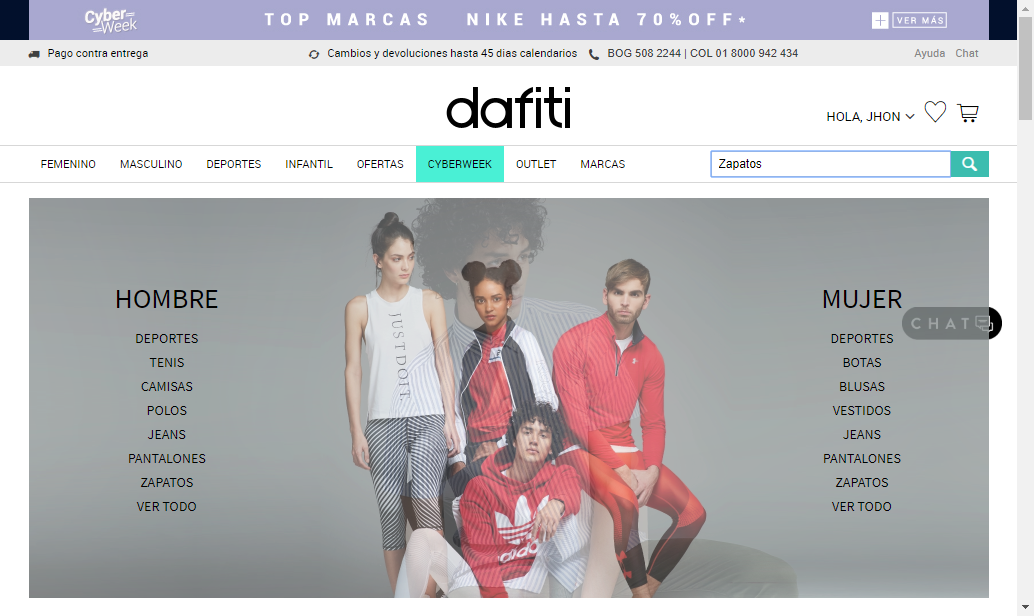 Cyber Week TOP MARCAS NIKE HASTA 70%OFF* + VER MÁS
Pago contra entrega Cambios y devoluciones hasta 45 dias calendarios BOG 508 2244 | COL 01 8000 942 434 Ayuda Chat
dafiti
HOLA, JHON
FEMENINO MASCULINO DEPORTES INFANTIL OFERTAS CYBERWEEK OUTLET MARCAS Zapatos
HOMBRE
DEPORTES
TENIS
CAMISAS
POLOS
JEANS
PANTALONES
ZAPATOS
VER TODO
JUST DO IT.
adidas
MUJER
DEPORTES
BOTAS
BLUSAS
VESTIDOS
JEANS
PANTALONES
ZAPATOS
VER TODO
CHAT